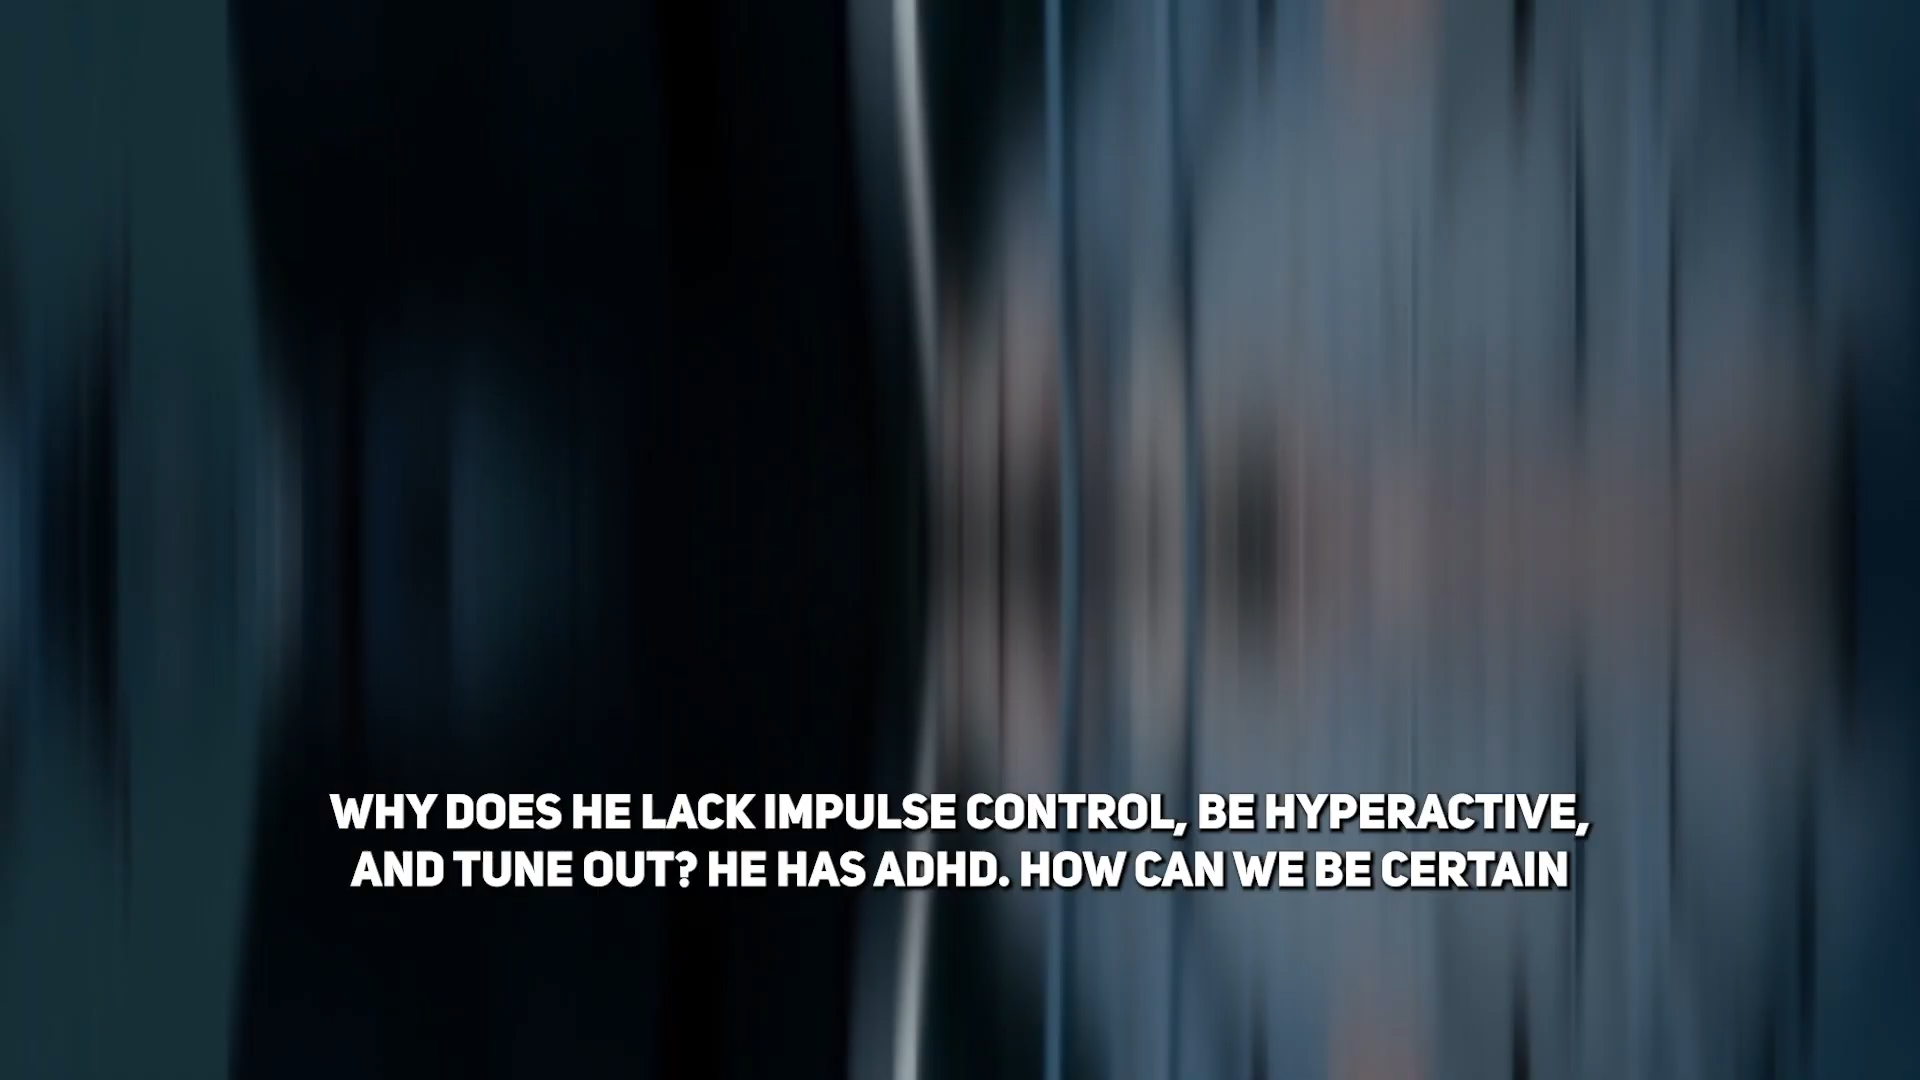 WHY DOES HE LACK IMPULSE CONTROL, BE HYPERACTIVE,
AND TUNE OUT? HE HAS ADHD. HOW CAN WE BE CERTAIN